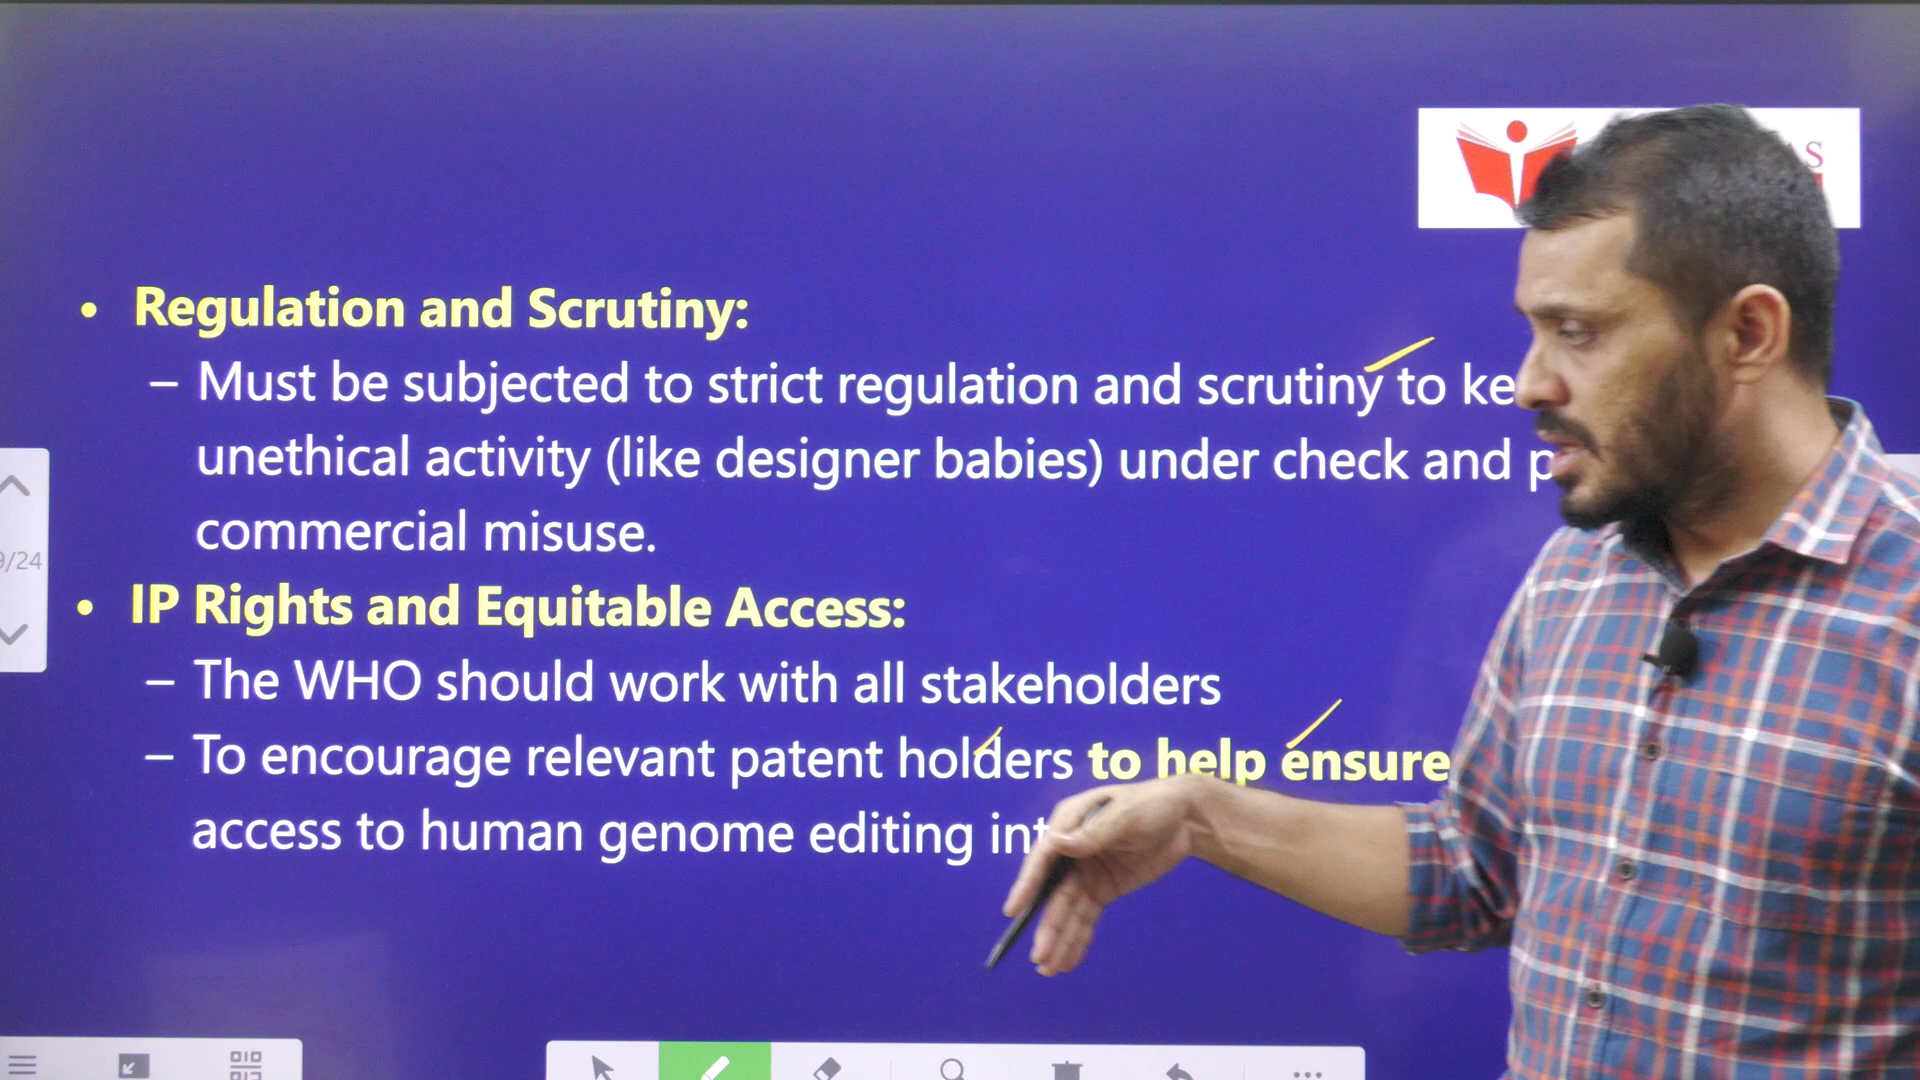 AS
• Regulation and Scrutiny:
– Must be subjected to strict regulation and scrutiny to
unethical activity (like designer babies) under check and
commercial misuse.
9/24
• IP Rights and Equitable Access:
– The WHO should work with all stakeholders
– To encourage relevant patent holders to help ensure
access to human genome editing